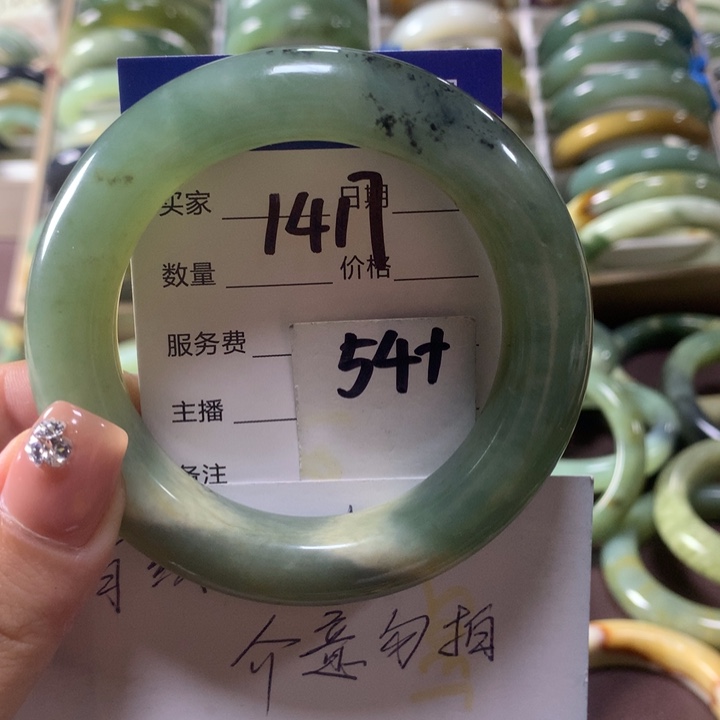 买家 1417 日期
数量 价格
服务费 54+
主播
备注
介意勿拍